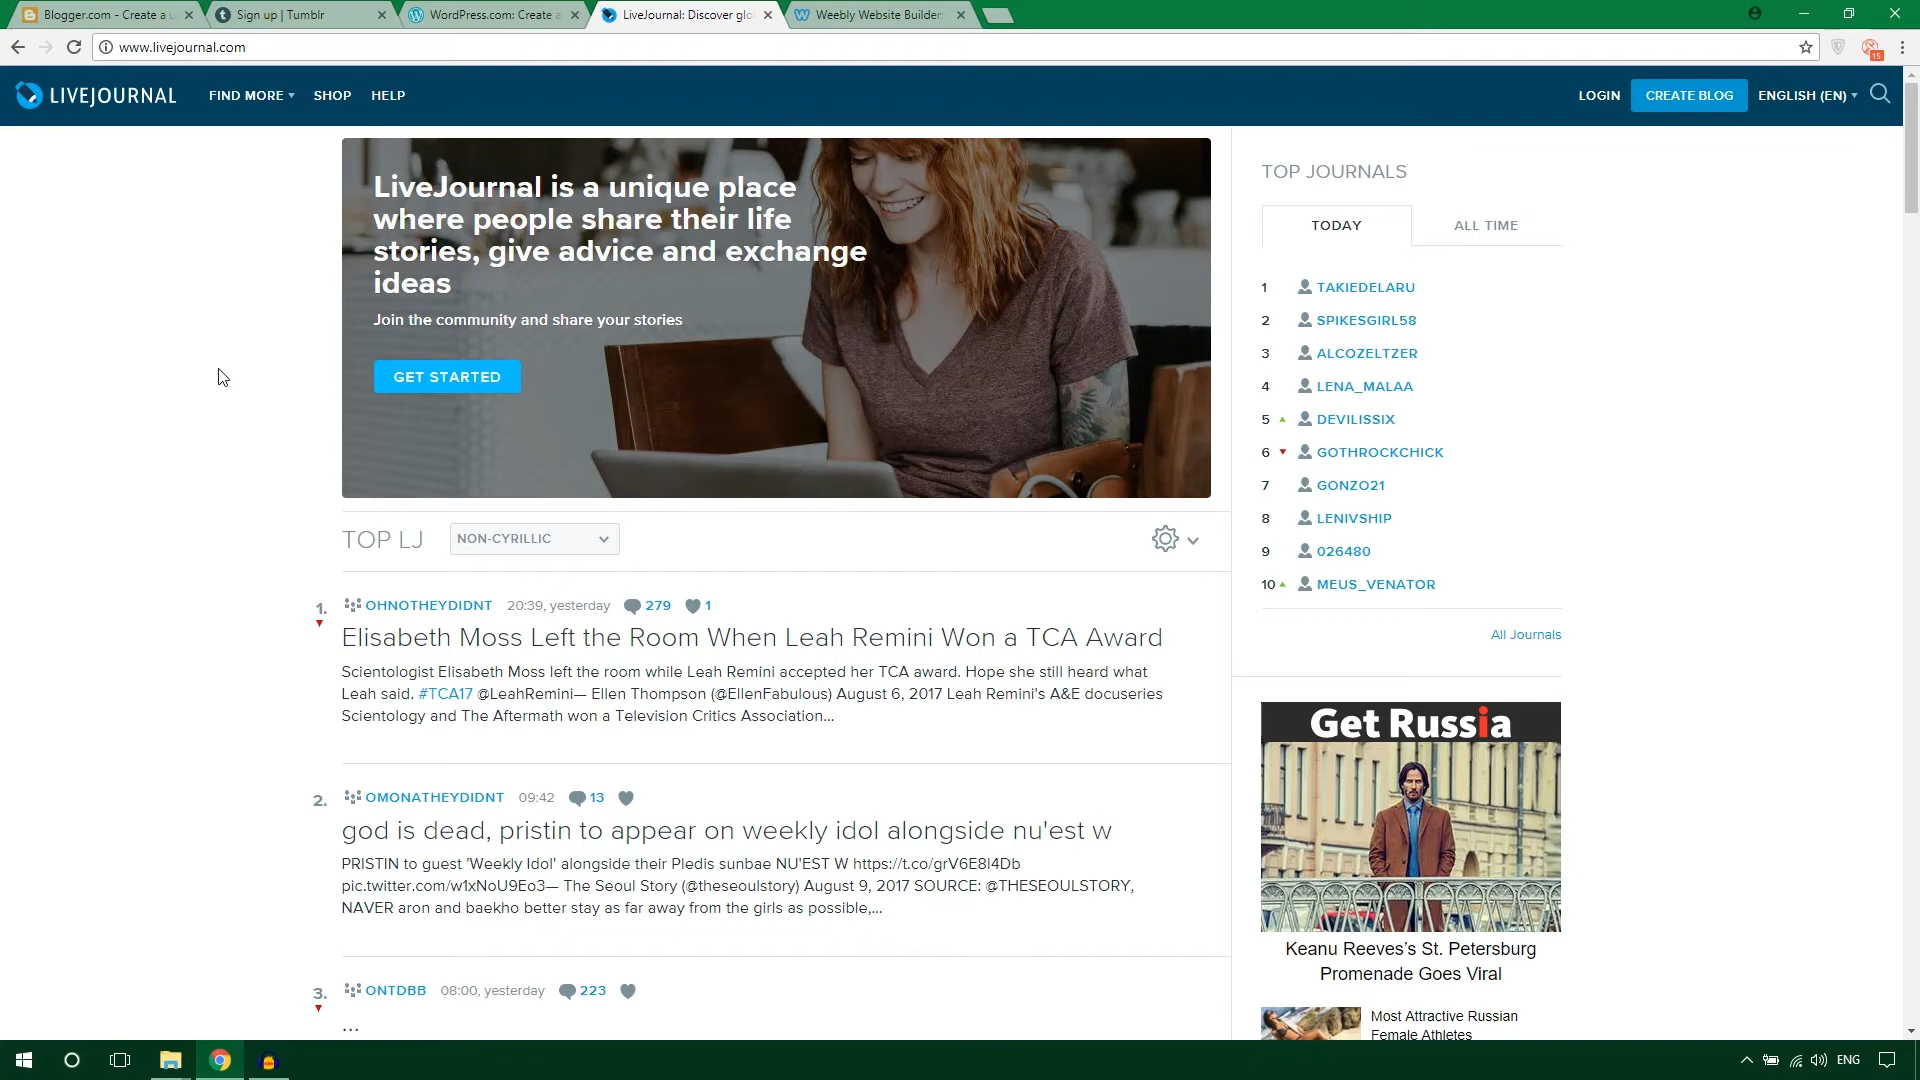 Blogger.com - Create a u
Sign up | Tumblr
WordPress.com: Create a
LiveJournal: Discover glo
Weebly Website Builder:
www.livejournal.com
15
LIVEJOURNAL
FIND MORE
SHOP
HELP
LOGIN
CREATE BLOG
ENGLISH (EN)
LiveJournal is a unique place
where people share their life
stories, give advice and exchange
ideas
Join the community and share your stories
GET STARTED
TOP LJ
NON-CYRILLIC
1. OHNOTHEYDIDNT 20:39, yesterday 279 1
Elisabeth Moss Left the Room When Leah Remini Won a TCA Award
Scientologist Elisabeth Moss left the room while Leah Remini accepted her TCA award. Hope she still heard what
Leah said. #TCA17 @LeahRemini— Ellen Thompson (@EllenFabulous) August 6, 2017 Leah Remini's A&E docuseries
Scientology and The Aftermath won a Television Critics Association...
2. OMONATHEYDIDNT 09:42 13
god is dead, pristin to appear on weekly idol alongside nu'est w
PRISTIN to guest 'Weekly Idol' alongside their Pledis sunbae NU'EST W https://t.co/grV6E8I4Db
pic.twitter.com/w1xNoU9Eo3— The Seoul Story (@theseoulstory) August 9, 2017 SOURCE: @THESEOULSTORY,
NAVER aron and baekho better stay as far away from the girls as possible,...
3. ONTDBB 08:00, yesterday 223
...
TOP JOURNALS
TODAY
ALL TIME
1 TAKIEDELARU
2 SPIKESGIRL58
3 ALCOZELTZER
4 LENA_MALAA
5 DEVILISSIX
6 GOTHROCKCHICK
7 GONZO21
8 LENIVSHIP
9 026480
10 MEUS_VENATOR
All Journals
Get Russia
Keanu Reeves's St. Petersburg
Promenade Goes Viral
Most Attractive Russian
Female Athletes
ENG